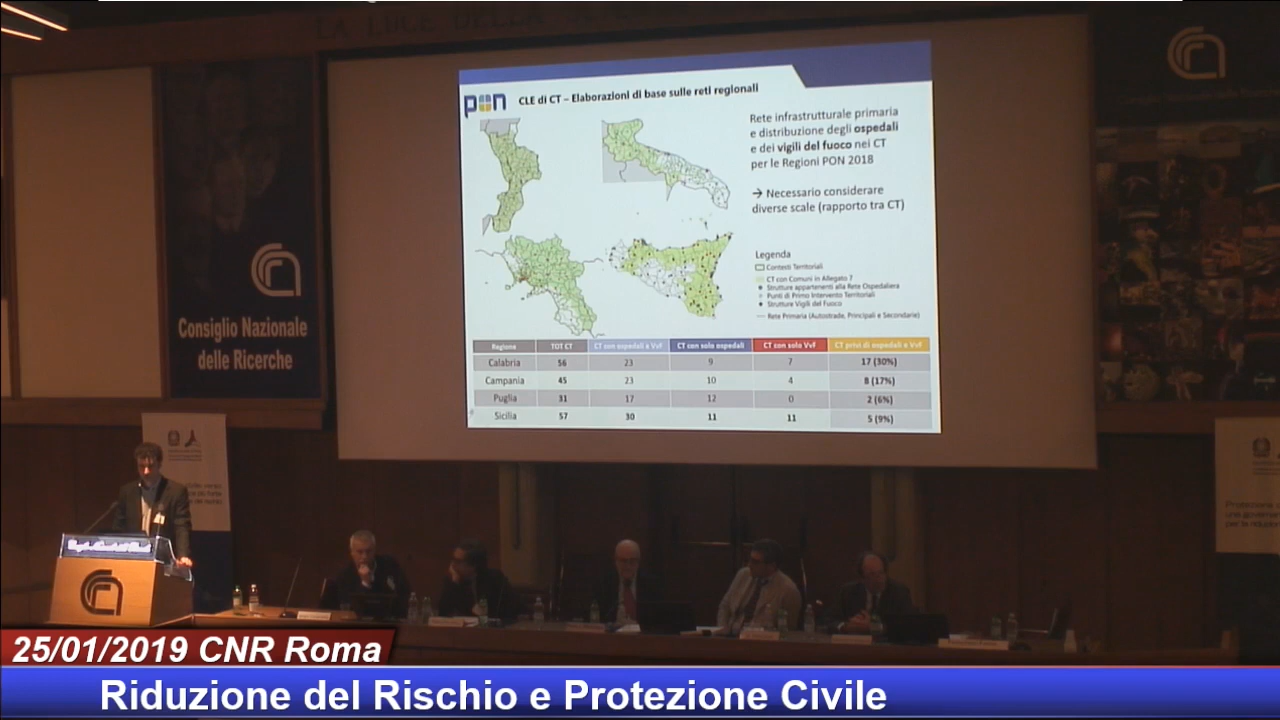 LA LUCE DELLA
CLE di CT – Elaborazioni di base sulle reti regionali
Rete infrastrutturale primaria
e distribuzione degli ospedali
e dei vigili del fuoco nei CT
per le Regioni PON 2018
→ Necessario considerare
diverse scale (rapporto tra CT)
Legenda
Contesti Territoriali
CT con Comuni in Allegato 7
Strutture appartenenti alla Rete Ospedaliera
Punti di Primo Intervento Territoriali
Strutture Vigili del Fuoco
Rete Primaria (Autostrade, Principali e Secondarie)
Regione TOT CT CT con ospedali e VvF CT con solo ospedali CT con solo VvF CT privi di ospedali e VvF
Calabria 56 23 9 7 17 (30%)
Campania 45 23 10 4 8 (17%)
Puglia 31 17 12 0 2 (6%)
Sicilia 57 30 11 11 5 (9%)
Consiglio Nazionale
delle Ricerche
25/01/2019 CNR Roma
Riduzione del Rischio e Protezione Civile